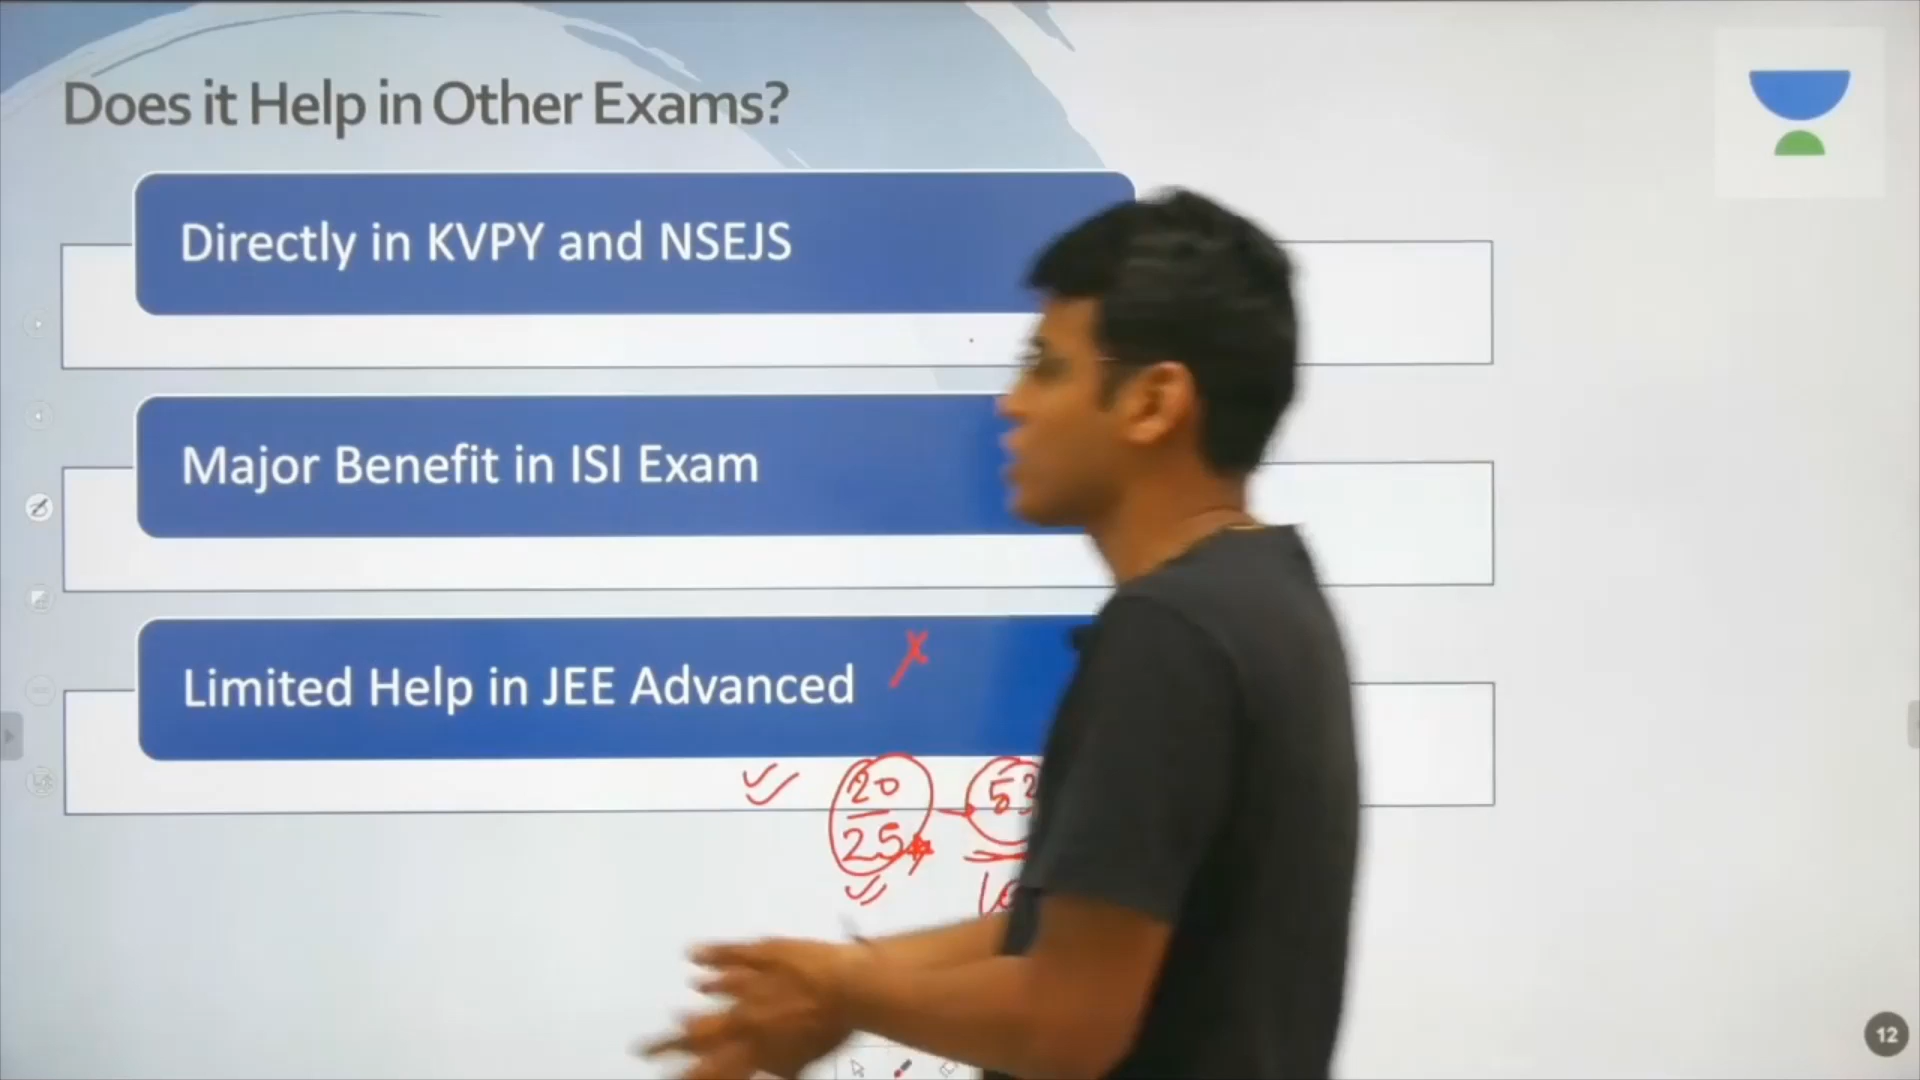 Does it Help in Other Exams?
Directly in KVPY and NSEJS
Major Benefit in ISI Exam
Limited Help in JEE Advanced
20
25
12